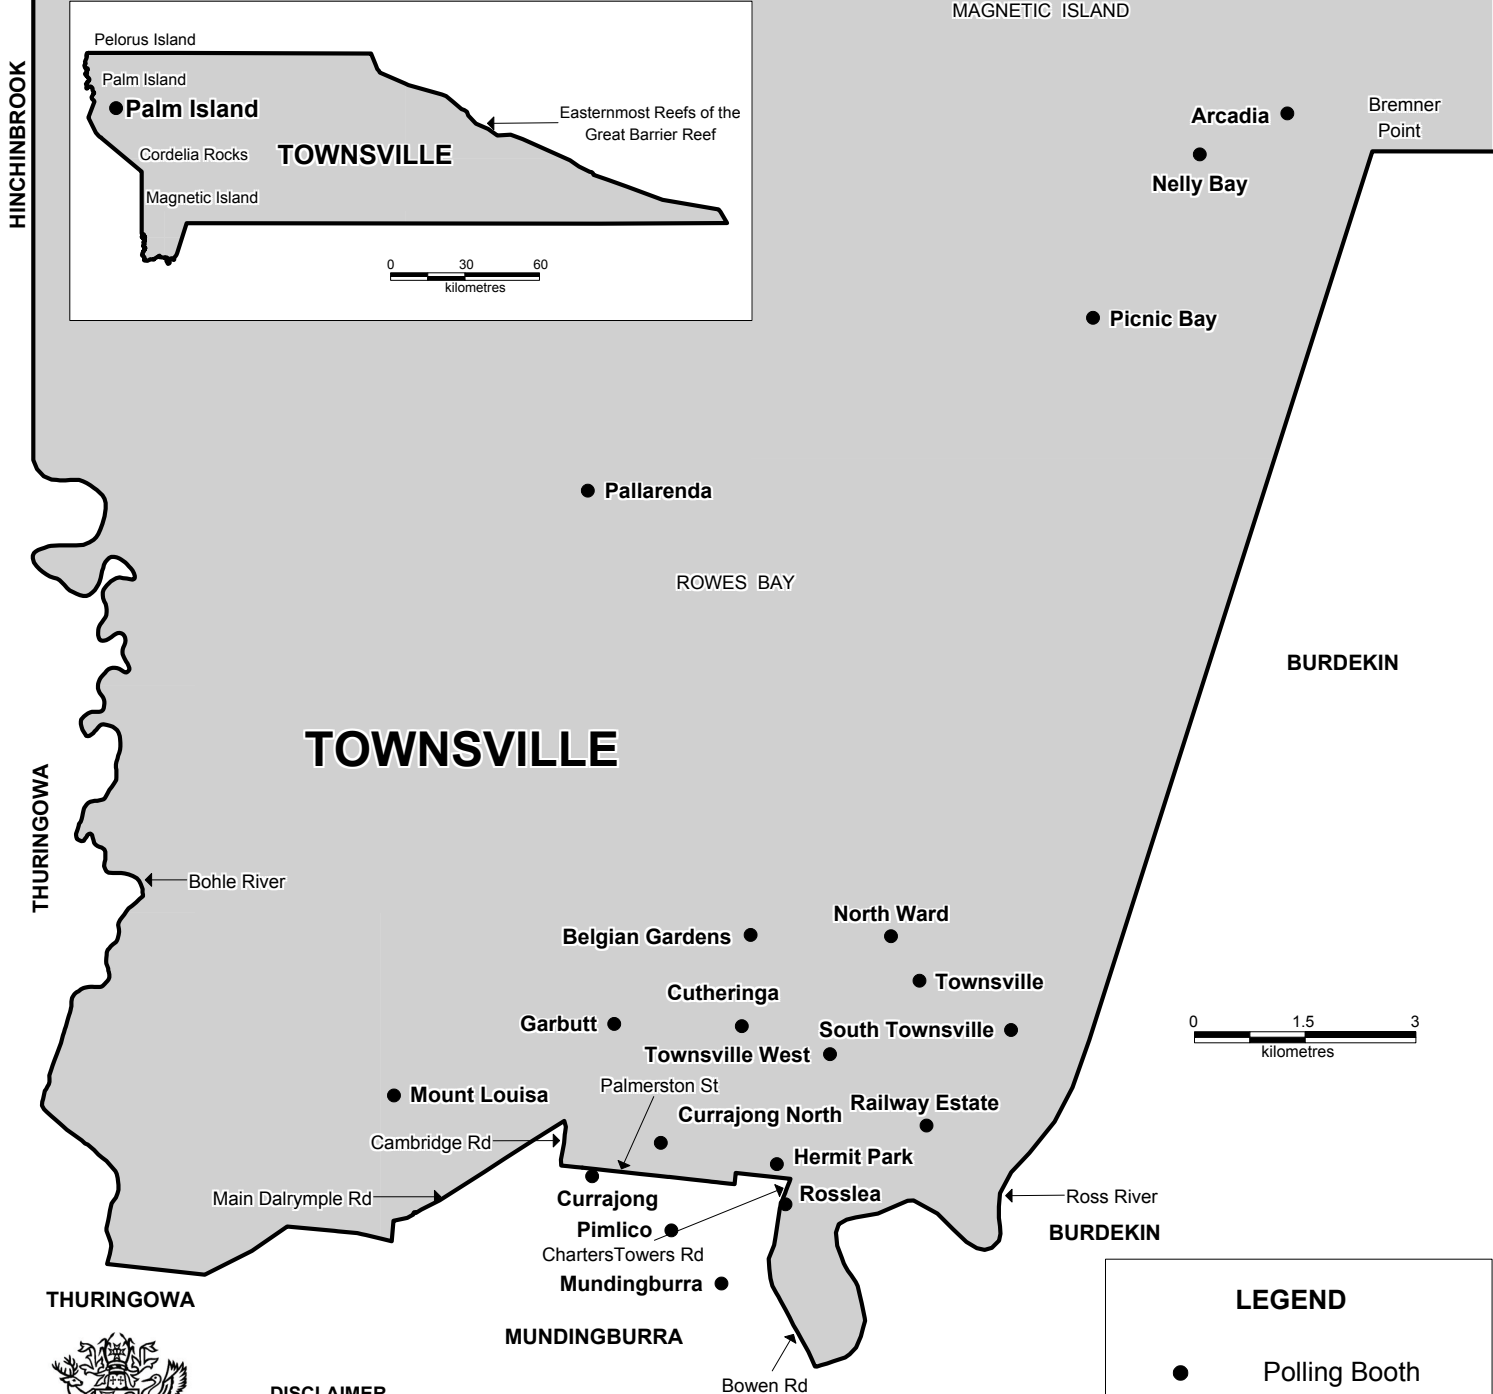 MAGNETIC ISLAND
HINCHINBROOK
Pelorus Island
Palm Island
Palm Island
Cordelia Rocks
TOWNSVILLE
Magnetic Island
Easternmost Reefs of the
Great Barrier Reef
0 30 60
kilometres
Arcadia
Bremner
Point
Nelly Bay
Picnic Bay
Pallarenda
ROWES BAY
BURDEKIN
TOWNSVILLE
THURINGOWA
Bohle River
North Ward
Belgian Gardens
Townsville
Cutheringa
Garbutt
South Townsville
0 1.5 3
kilometres
Townsville West
Palmerston St
Mount Louisa
Railway Estate
Currajong North
Cambridge Rd
Hermit Park
Main Dalrymple Rd
Currajong
Rosslea
Ross River
Pimlico
BURDEKIN
ChartersTowers Rd
Mundingburra
THURINGOWA
MUNDINGBURRA
Bowen Rd
LEGEND
Polling Booth
DISCLAIMER